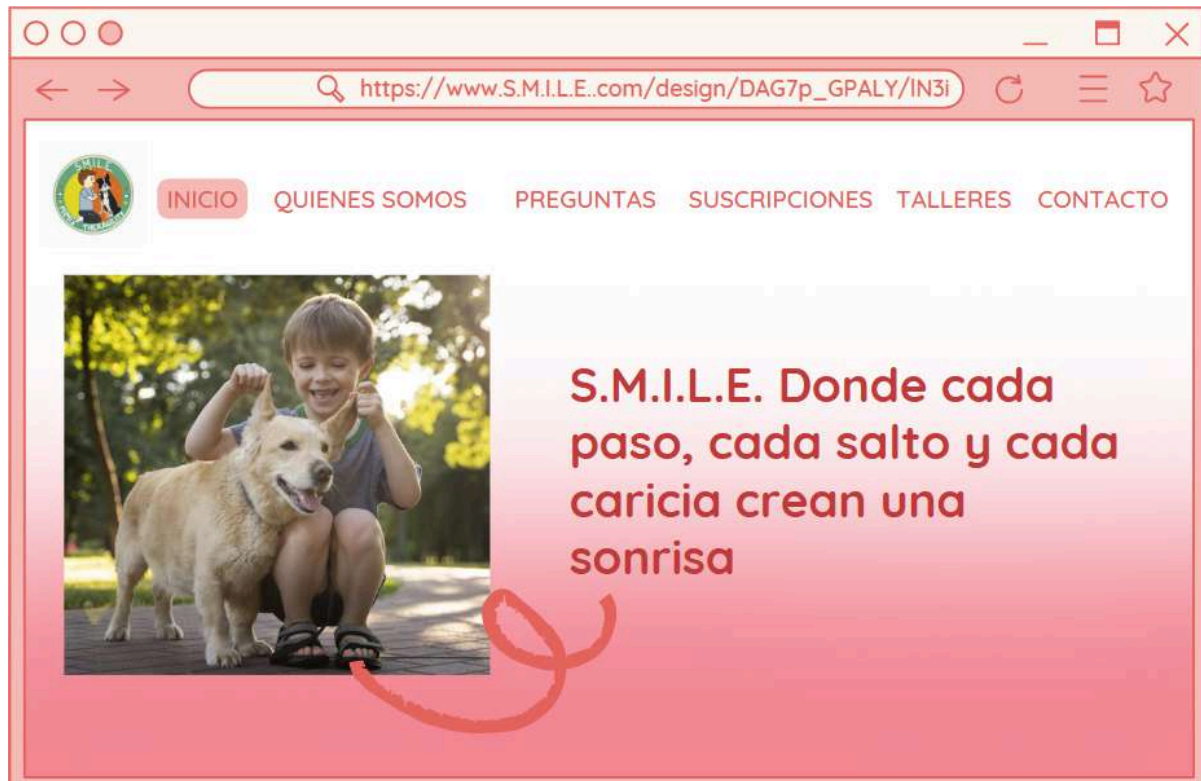 https://www.S.M.I.L.E..com/design/DAG7p_GPALY/lN3i
S.M.I.L.E.
INICIO QUIENES SOMOS PREGUNTAS SUSCRIPCIONES TALLERES CONTACTO
S.M.I.L.E. Donde cada
paso, cada salto y cada
caricia crean una
sonrisa